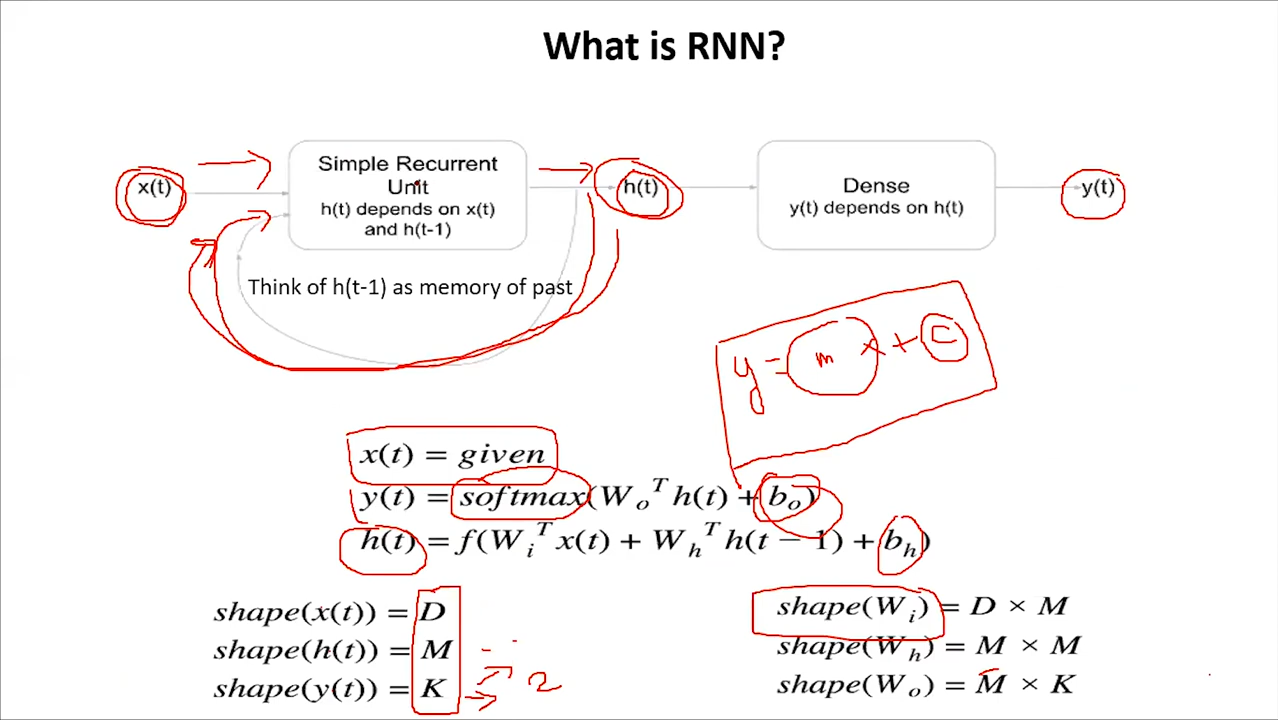 What is RNN?
x(t)
Simple Recurrent
Unit
h(t) depends on x(t)
and h(t-1)
h(t)
Dense
y(t) depends on h(t)
y(t)
Think of h(t-1) as memory of past
y = m x + c
x(t) = given
y(t) = softmax(W_o^T h(t) + b_o)
h(t) = f(W_i^T x(t) + W_h^T h(t − 1) + b_h)
shape(x(t)) = D
shape(h(t)) = M
shape(y(t)) = K
2
shape(W_i) = D × M
shape(W_h) = M × M
shape(W_o) = M × K